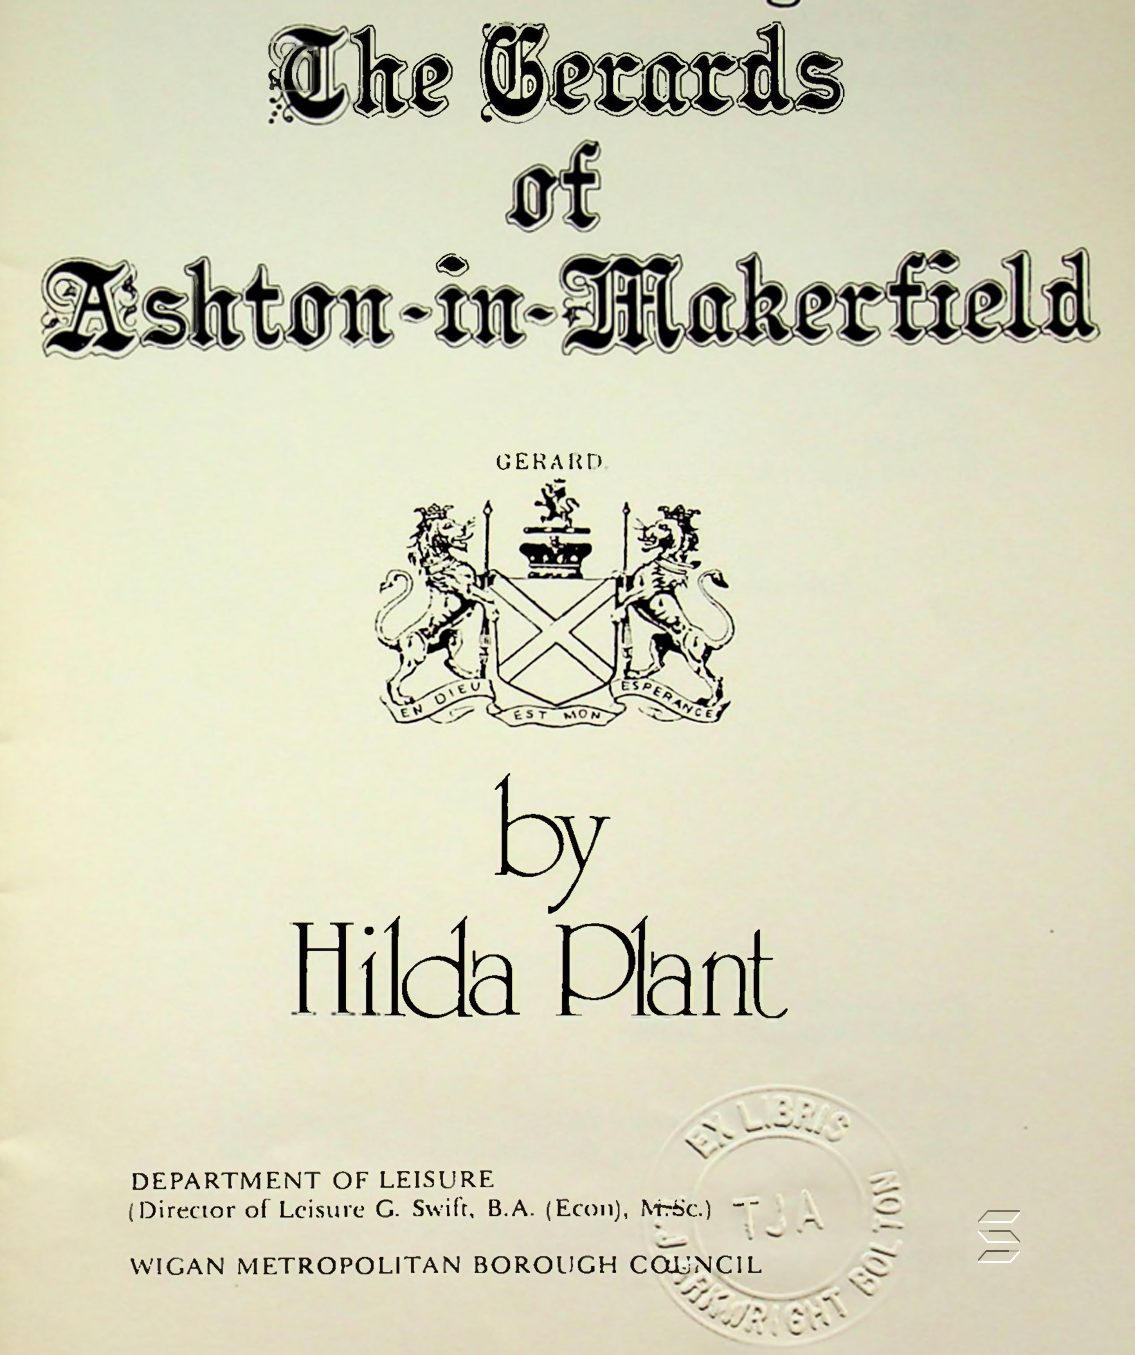 The Gerards
of
Ashton-in-Makerfield
GERARD.
EN DIEU EST MON ESPERANCE
by
Hilda Plant
DEPARTMENT OF LEISURE
(Director of Leisure G. Swift, B.A. (Econ), M.Sc.)
WIGAN METROPOLITAN BOROUGH COUNCIL
EX LIBRIS
TJA
ARKWRIGHT BOLTON